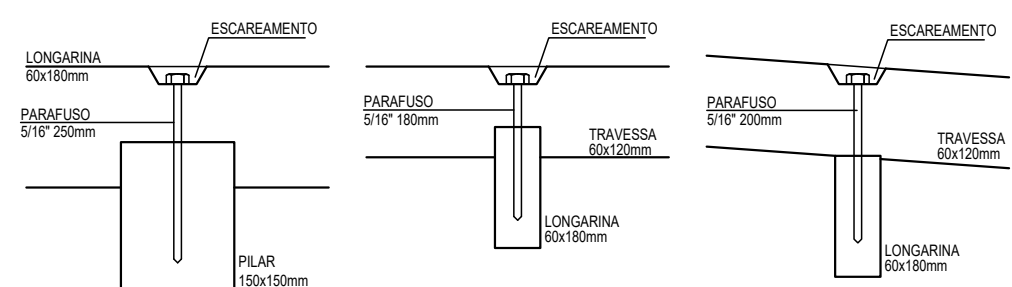 ESCAREAMENTO
LONGARINA
60x180mm
PARAFUSO
5/16" 250mm
PILAR
150x150mm
ESCAREAMENTO
PARAFUSO
5/16" 180mm
TRAVESSA
60x120mm
LONGARINA
60x180mm
ESCAREAMENTO
PARAFUSO
5/16" 200mm
TRAVESSA
60x120mm
LONGARINA
60x180mm